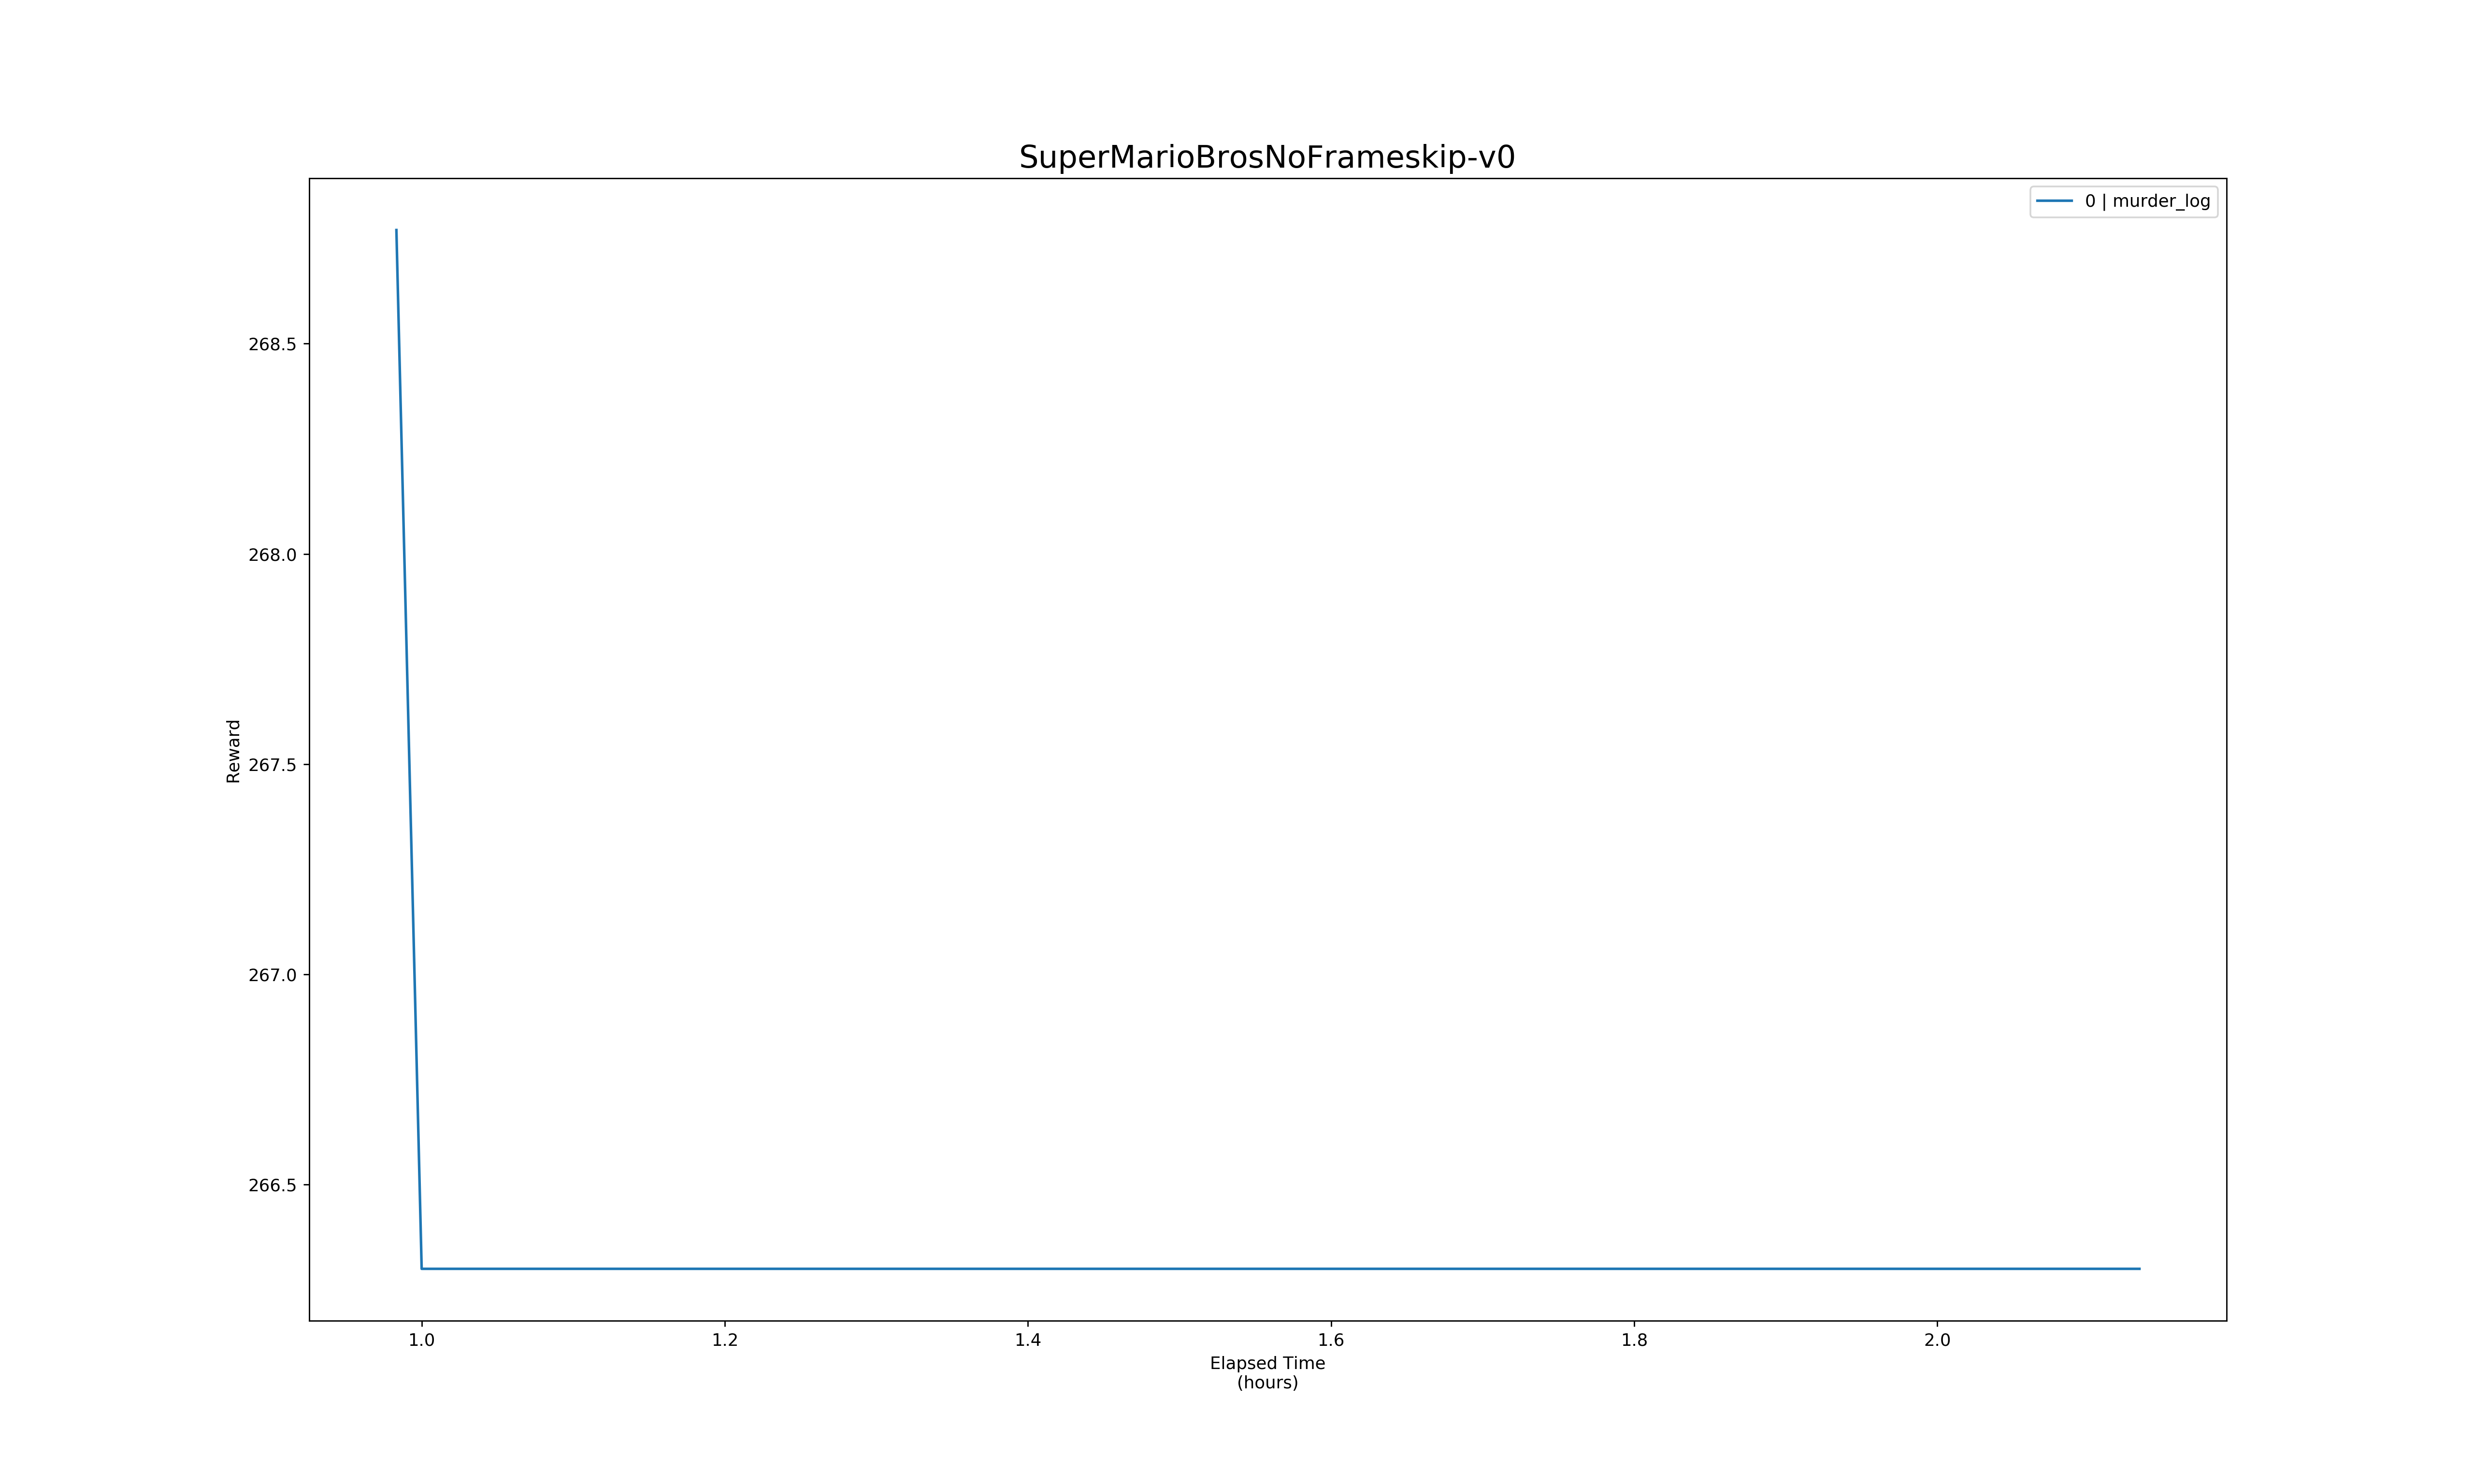 SuperMarioBrosNoFrameskip-v0
0 | murder_log
268.5
268.0
267.5
267.0
266.5
Reward
1.0 1.2 1.4 1.6 1.8 2.0
Elapsed Time
(hours)